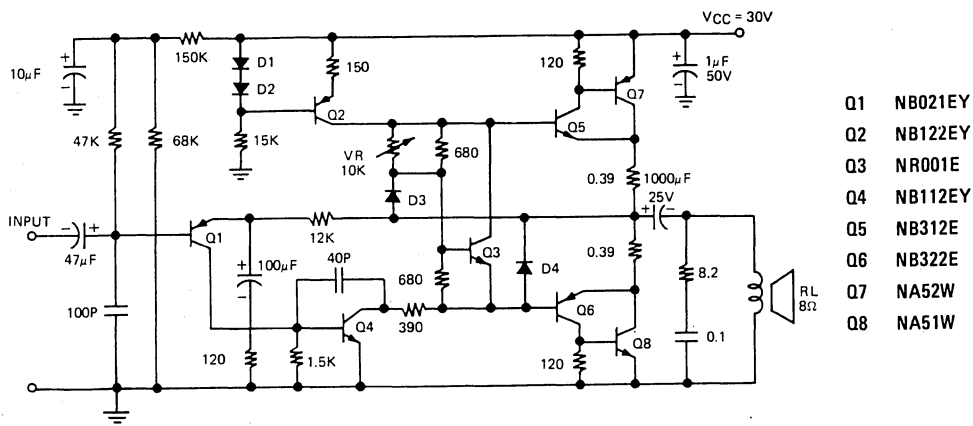 VCC = 30V
10µF
+
-
150K
D1
D2
150
Q2
120
Q7
1µF
50V
+
-
Q5
47K
68K
15K
VR
10K
680
D3
0.39
1000µF
25V
+
-
INPUT
- +
47µF
Q1
12K
100µF
+
-
40P
Q3
D4
0.39
8.2
RL
8Ω
100P
Q4
390
680
Q6
Q8
120
1.5K
120
0.1
Q1 NB021EY
Q2 NB122EY
Q3 NR001E
Q4 NB112EY
Q5 NB312E
Q6 NB322E
Q7 NA52W
Q8 NA51W